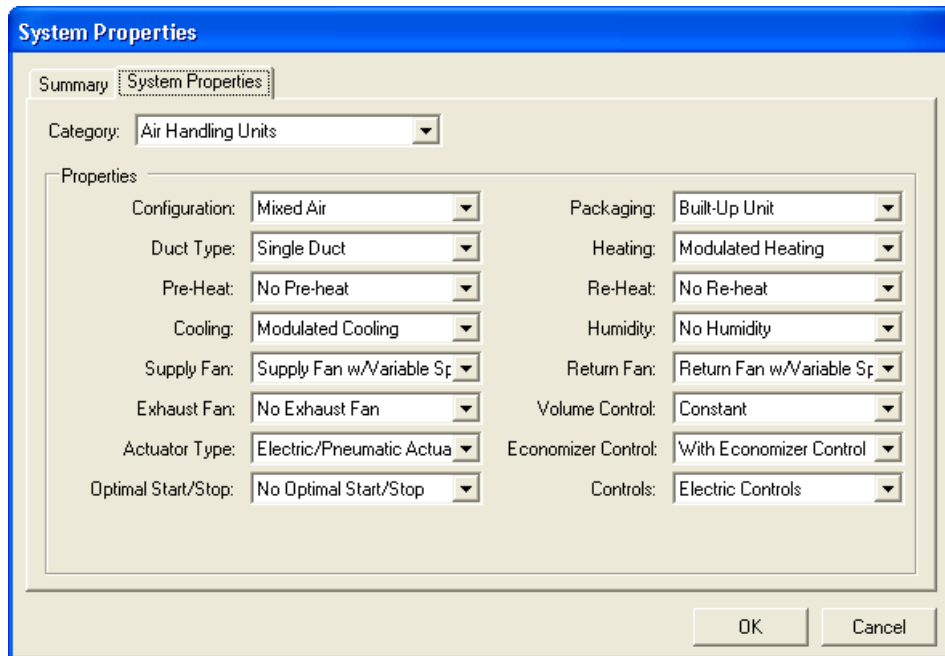 System Properties
Summary System Properties
Category: Air Handling Units
Properties
Configuration: Mixed Air Packaging: Built-Up Unit
Duct Type: Single Duct Heating: Modulated Heating
Pre-Heat: No Pre-heat Re-Heat: No Re-heat
Cooling: Modulated Cooling Humidity: No Humidity
Supply Fan: Supply Fan w/Variable Sp Return Fan: Return Fan w/Variable Sp
Exhaust Fan: No Exhaust Fan Volume Control: Constant
Actuator Type: Electric/Pneumatic Actua Economizer Control: With Economizer Control
Optimal Start/Stop: No Optimal Start/Stop Controls: Electric Controls
OK Cancel